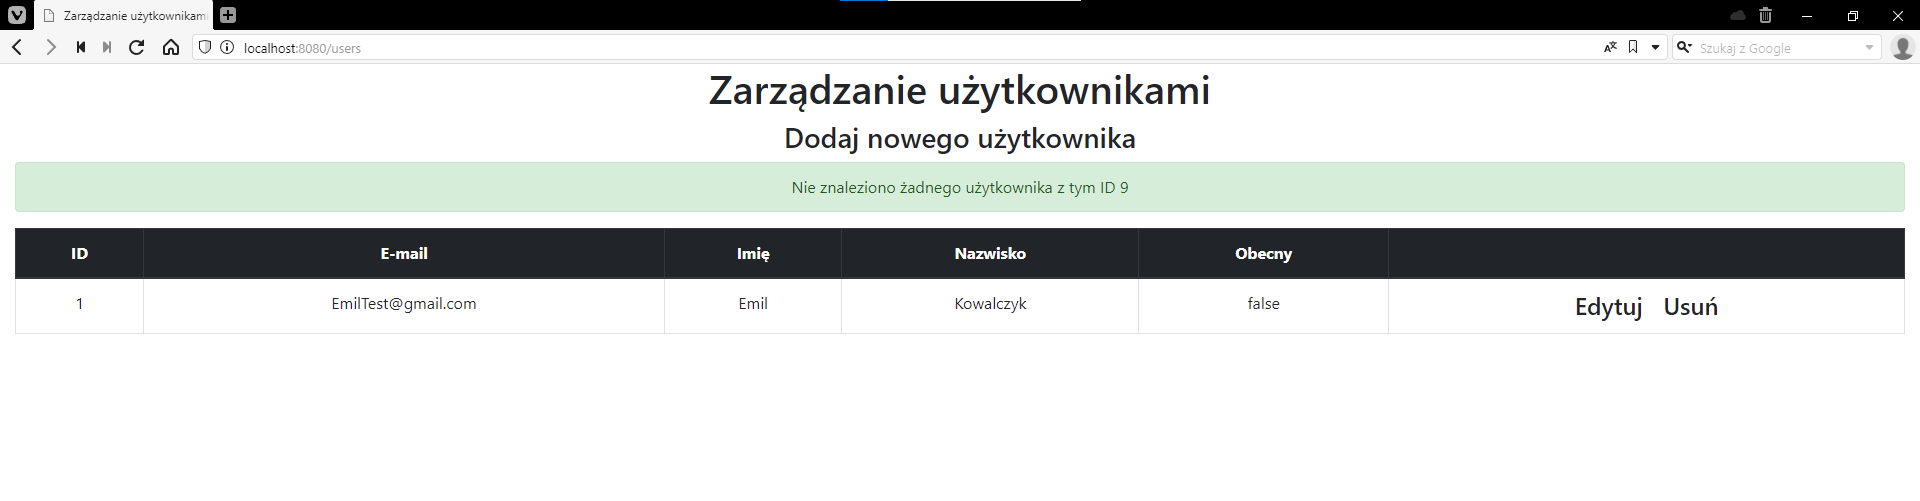 Zarządzanie użytkownikami
localhost:8080/users
Szukaj z Google
Zarządzanie użytkownikami
Dodaj nowego użytkownika
Nie znaleziono żadnego użytkownika z tym ID 9
ID E-mail Imię Nazwisko Obecny
1 EmilTest@gmail.com Emil Kowalczyk false Edytuj Usuń